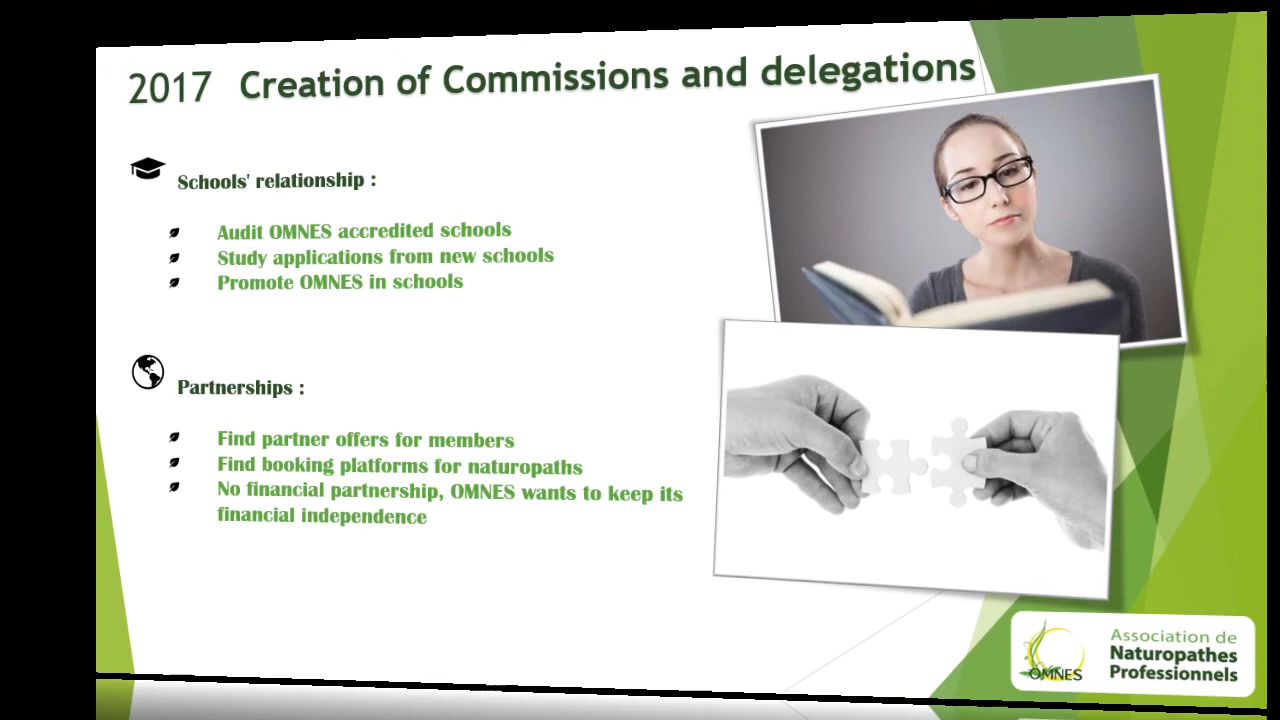 2017 Creation of Commissions and delegations
Schools' relationship :
Audit OMNES accredited schools
Study applications from new schools
Promote OMNES in schools
Partnerships :
Find partner offers for members
Find booking platforms for naturopaths
No financial partnership, OMNES wants to keep its
financial independence
OMNES
Association de
Naturopathes
Professionnels